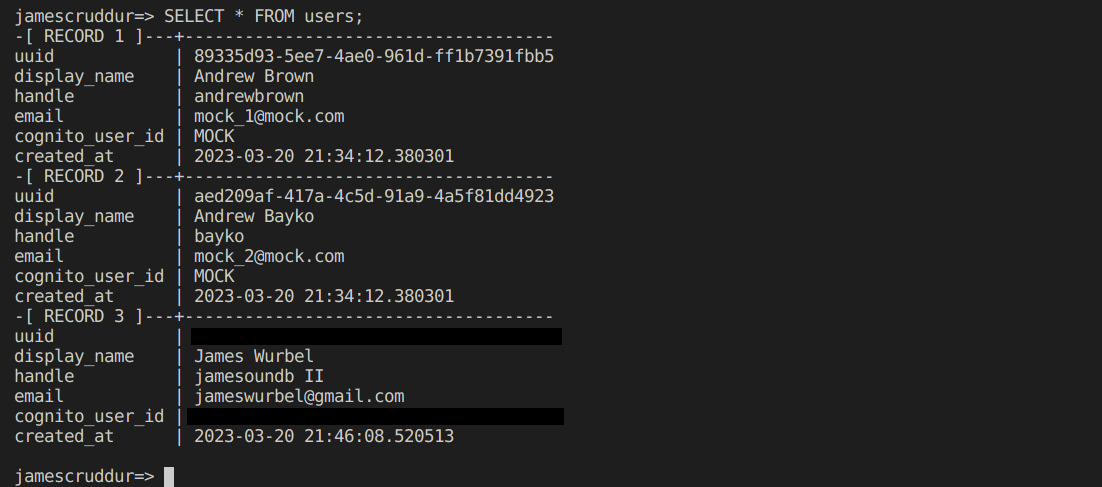 jamescruddur=> SELECT * FROM users;
-[ RECORD 1 ]---+-------------------------------------
uuid            | 89335d93-5ee7-4ae0-961d-ff1b7391fbb5
display_name    | Andrew Brown
handle          | andrewbrown
email           | mock_1@mock.com
cognito_user_id | MOCK
created_at      | 2023-03-20 21:34:12.380301
-[ RECORD 2 ]---+-------------------------------------
uuid            | aed209af-417a-4c5d-91a9-4a5f81dd4923
display_name    | Andrew Bayko
handle          | bayko
email           | mock_2@mock.com
cognito_user_id | MOCK
created_at      | 2023-03-20 21:34:12.380301
-[ RECORD 3 ]---+-------------------------------------
uuid            |
display_name    | James Wurbel
handle          | jamesoundb II
email           | jameswurbel@gmail.com
cognito_user_id |
created_at      | 2023-03-20 21:46:08.520513
jamescruddur=>